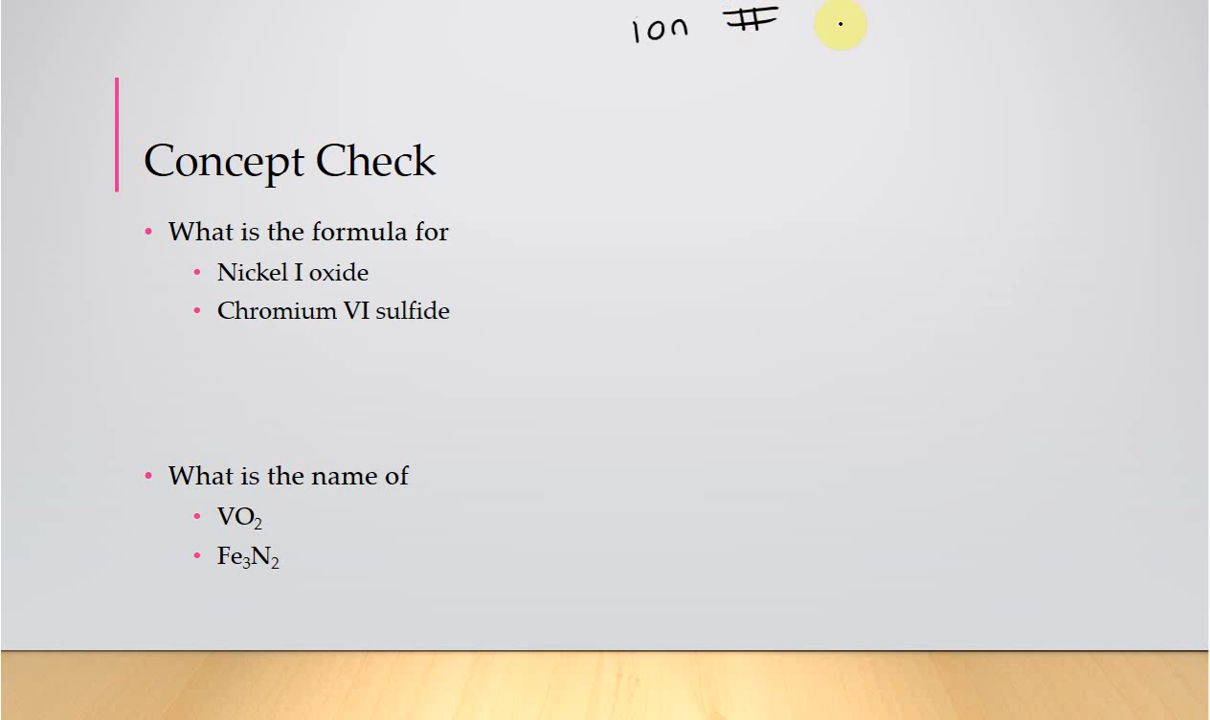 ion #
Concept Check
• What is the formula for
• Nickel I oxide
• Chromium VI sulfide
• What is the name of
• VO₂
• Fe₃N₂